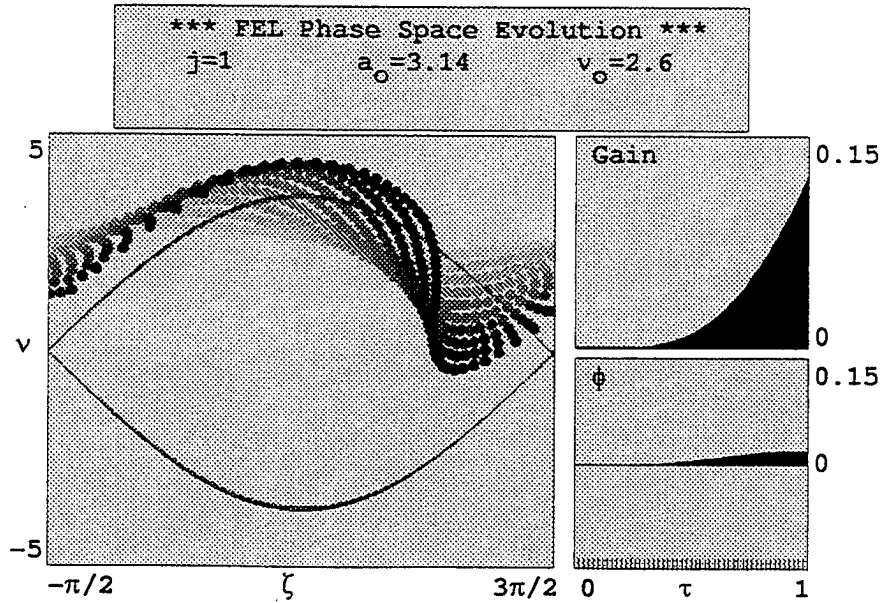 *** FEL Phase Space Evolution ***
j=1 a_o=3.14 ν_o=2.6
5
ν
-5
-π/2 ζ 3π/2
Gain
0.15
0
ϕ
0.15
0
0 τ 1